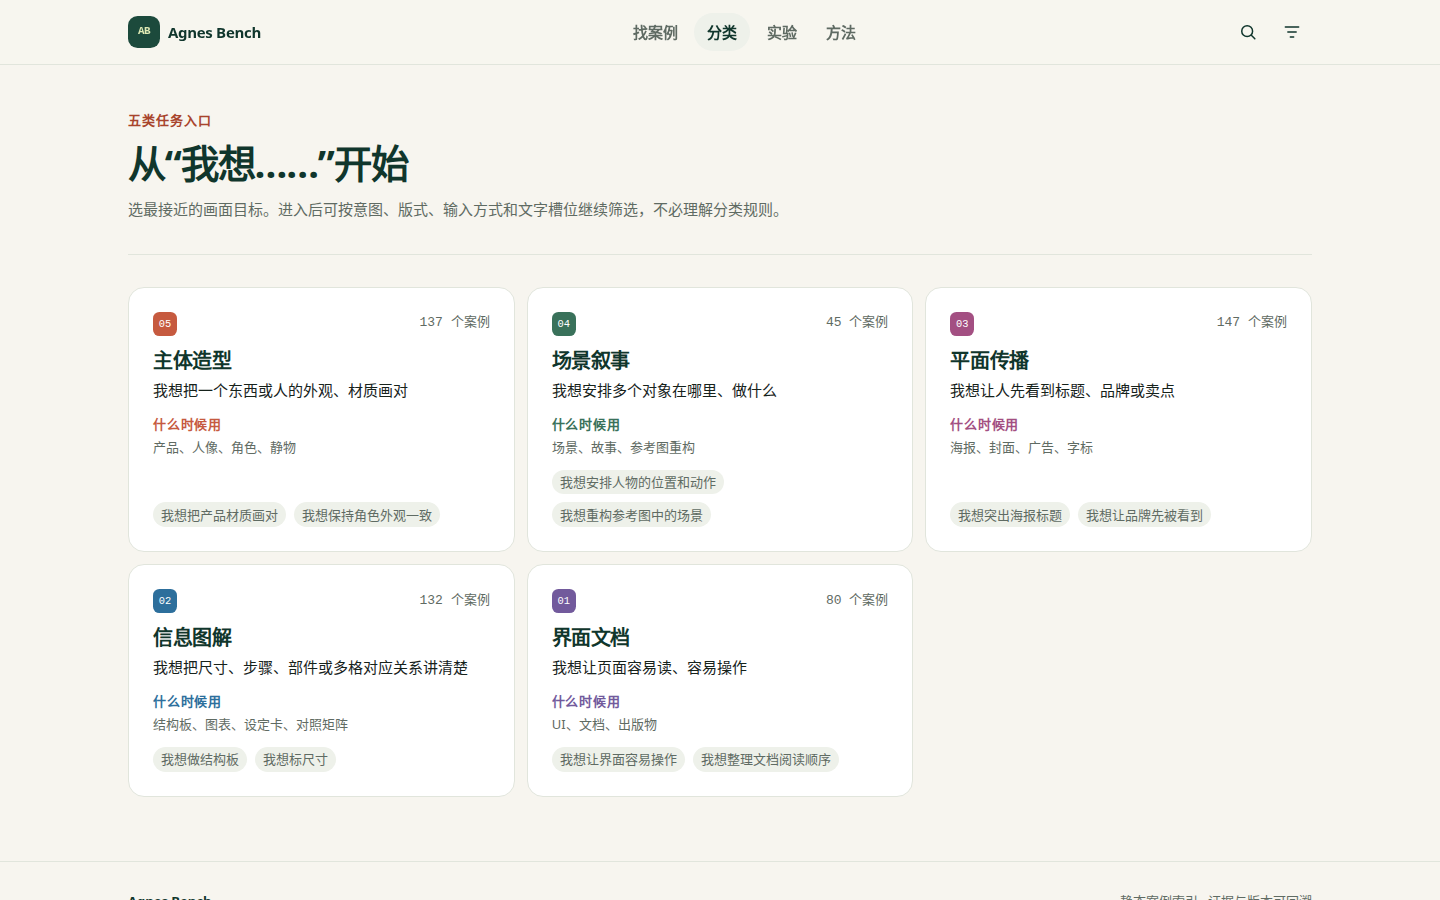 AB
Agnes Bench
找案例
分类
实验
方法
五类任务入口
从“我想……”开始
选最接近的画面目标。进入后可按意图、版式、输入方式和文字槽位继续筛选，不必理解分类规则。
05
137 个案例
主体造型
我想把一个东西或人的外观、材质画对
什么时候用
产品、人像、角色、静物
我想把产品材质画对
我想保持角色外观一致
04
45 个案例
场景叙事
我想安排多个对象在哪里、做什么
什么时候用
场景、故事、参考图重构
我想安排人物的位置和动作
我想重构参考图中的场景
03
147 个案例
平面传播
我想让人先看到标题、品牌或卖点
什么时候用
海报、封面、广告、字标
我想突出海报标题
我想让品牌先被看到
02
132 个案例
信息图解
我想把尺寸、步骤、部件或多格对应关系讲清楚
什么时候用
结构板、图表、设定卡、对照矩阵
我想做结构板
我想标尺寸
01
80 个案例
界面文档
我想让页面容易读、容易操作
什么时候用
UI、文档、出版物
我想让界面容易操作
我想整理文档阅读顺序
Agnes Bench
静态案例索引 · 证据与版本可回溯